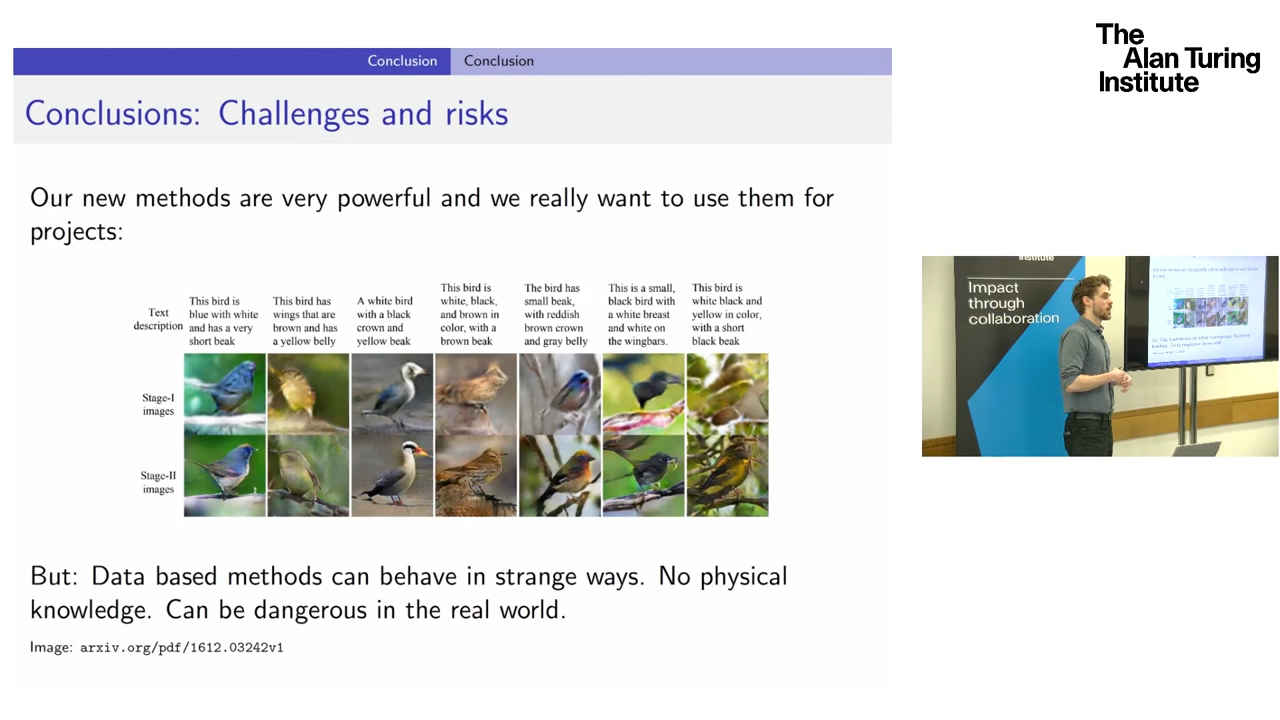 The
Alan Turing
Institute
Conclusion Conclusion
Conclusions: Challenges and risks
Our new methods are very powerful and we really want to use them for
projects:
Text
description
This bird is
blue with white
and has a very
short beak
This bird has
wings that are
brown and has
a yellow belly
A white bird
with a black
crown and
yellow beak
This bird is
white, black,
and brown in
color, with a
brown beak
The bird has
small beak,
with reddish
brown crown
and gray belly
This is a small,
black bird with
a white breast
and white on
the wingbars.
This bird is
white black and
yellow in color,
with a short
black beak
Stage-I
images
Stage-II
images
But: Data based methods can behave in strange ways. No physical
knowledge. Can be dangerous in the real world.
Image: arxiv.org/pdf/1612.03242v1
Institute
Impact
through
collaboration